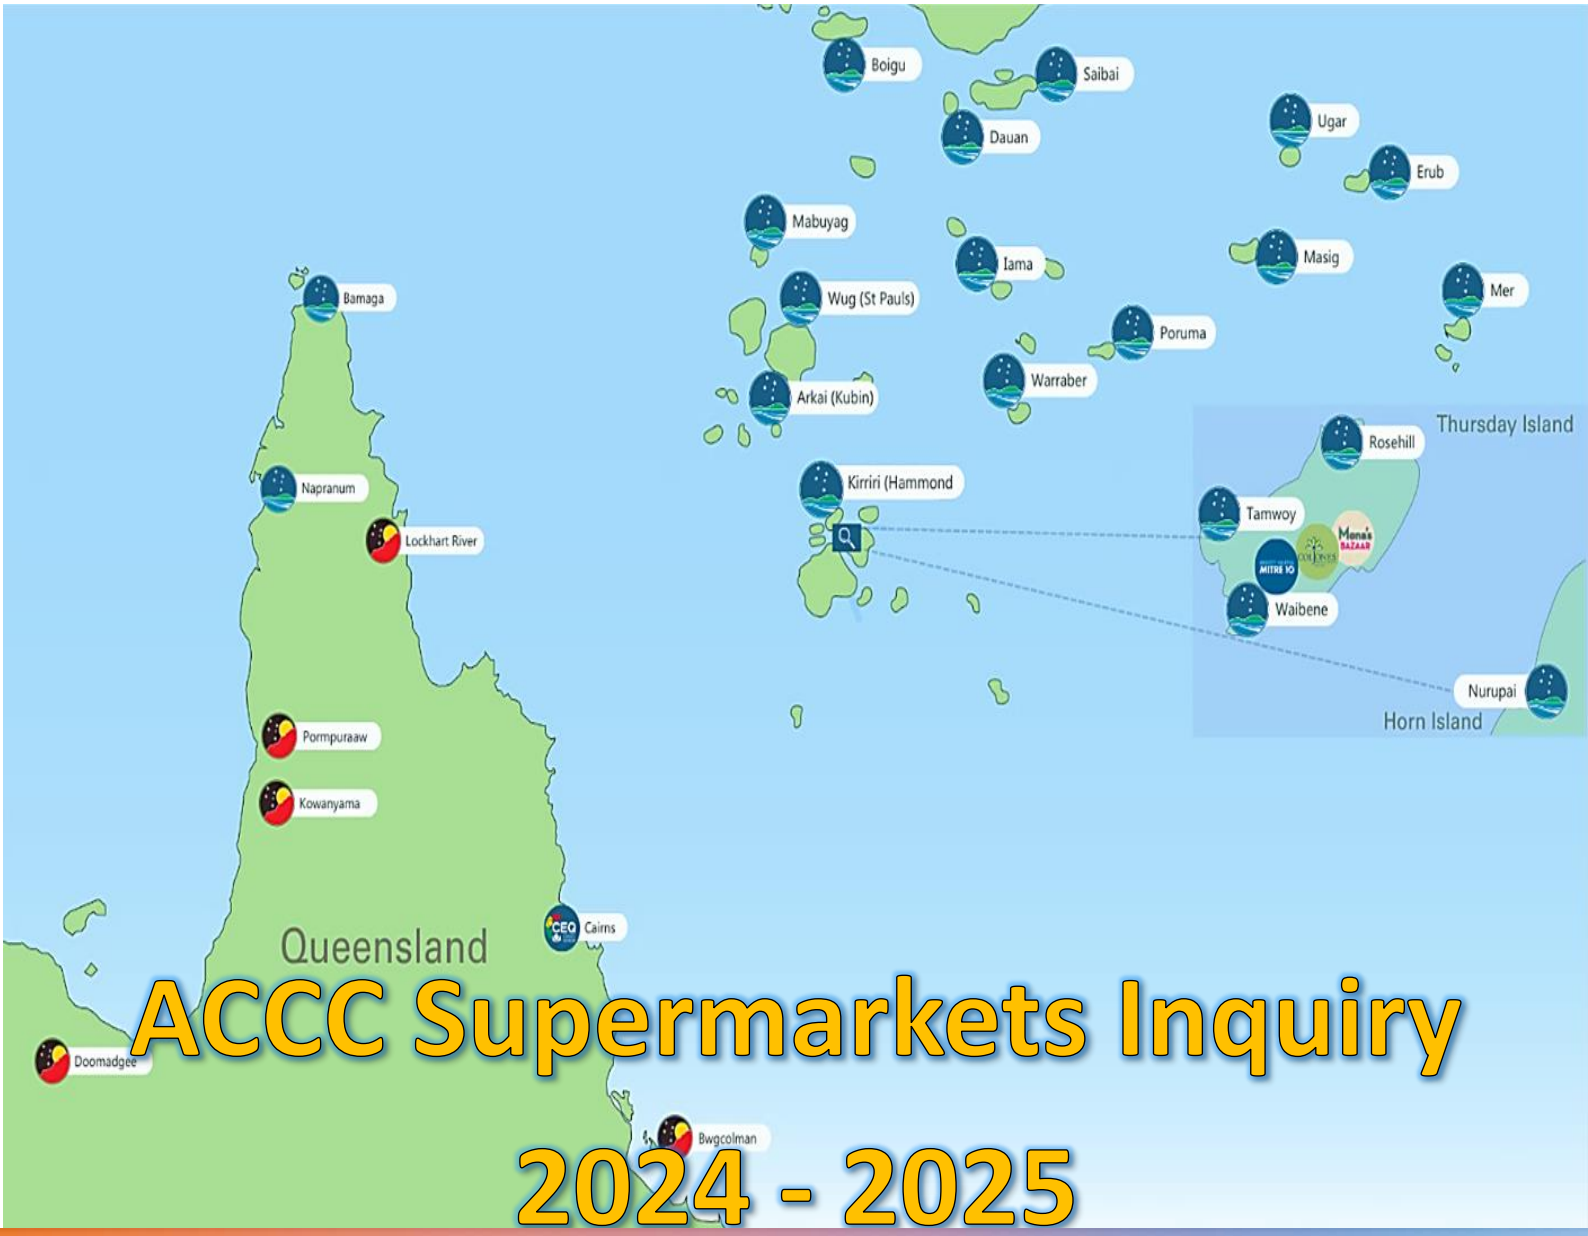 Boigu
Saibai
Dauan
Ugar
Erub
Mabuyag
Iama
Masig
Mer
Bamaga
Wug (St Pauls)
Poruma
Warraber
Arkai (Kubin)
Thursday Island
Rosehill
Kirriri (Hammond
Napranum
Tamwoy
Lockhart River
Mona's
BAZAAR
COL JONES
MITRE 10
Waibene
Nurupai
Horn Island
Pormpuraaw
Kowanyama
CEQ
Cairns
Queensland
ACCC Supermarkets Inquiry
Doomadgee
Bwgcolman
2024 - 2025